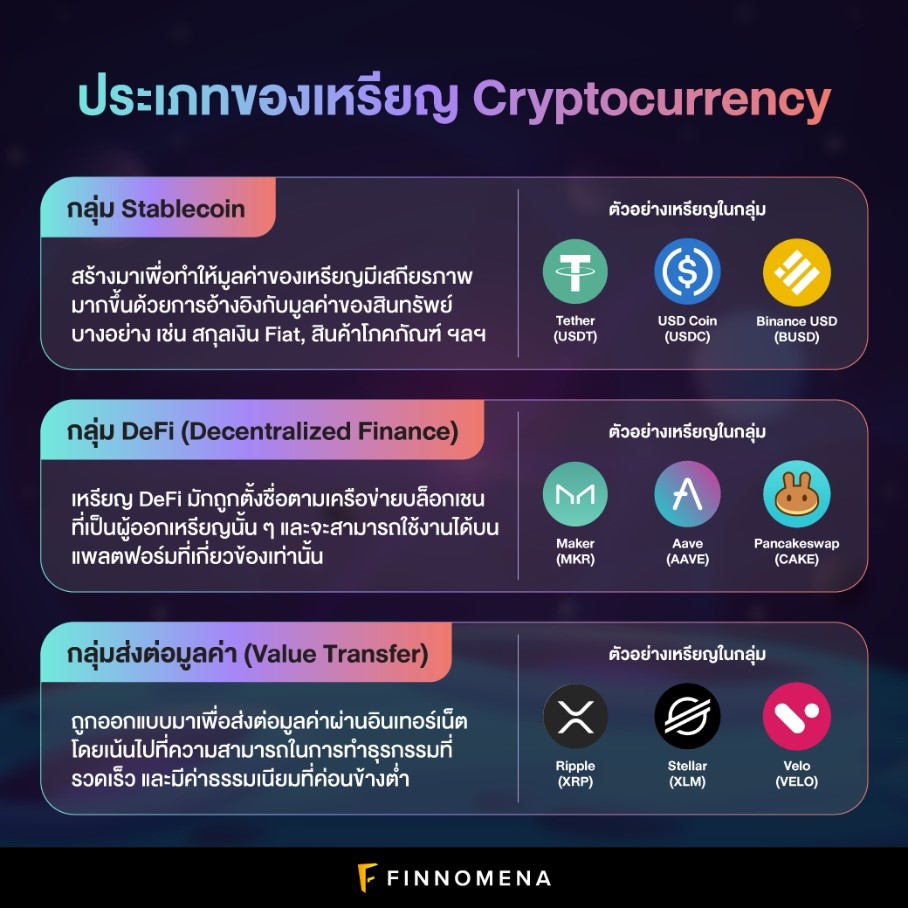 ประเภทของเหรียญ Cryptocurrency
กลุ่ม Stablecoin
สร้างมาเพื่อทำให้มูลค่าของเหรียญมีเสถียรภาพ
มากขึ้นด้วยการอ้างอิงกับมูลค่าของสินทรัพย์
บางอย่าง เช่น สกุลเงิน Fiat, สินค้าโภคภัณฑ์ ฯลฯ
ตัวอย่างเหรียญในกลุ่ม
Tether
(USDT)
USD Coin
(USDC)
Binance USD
(BUSD)
กลุ่ม DeFi (Decentralized Finance)
เหรียญ DeFi มักถูกตั้งชื่อตามเครือข่ายบล็อกเชน
ที่เป็นผู้ออกเหรียญนั้น ๆ และจะสามารถใช้งานได้บน
แพลตฟอร์มที่เกี่ยวข้องเท่านั้น
ตัวอย่างเหรียญในกลุ่ม
Maker
(MKR)
Aave
(AAVE)
Pancakeswap
(CAKE)
กลุ่มส่งต่อมูลค่า (Value Transfer)
ถูกออกแบบมาเพื่อส่งต่อมูลค่าผ่านอินเทอร์เน็ต
โดยเน้นไปที่ความสามารถในการทำธุรกรรมที่
รวดเร็ว และมีค่าธรรมเนียมที่ค่อนข้างต่ำ
ตัวอย่างเหรียญในกลุ่ม
Ripple
(XRP)
Stellar
(XLM)
Velo
(VELO)
FINNOMENA